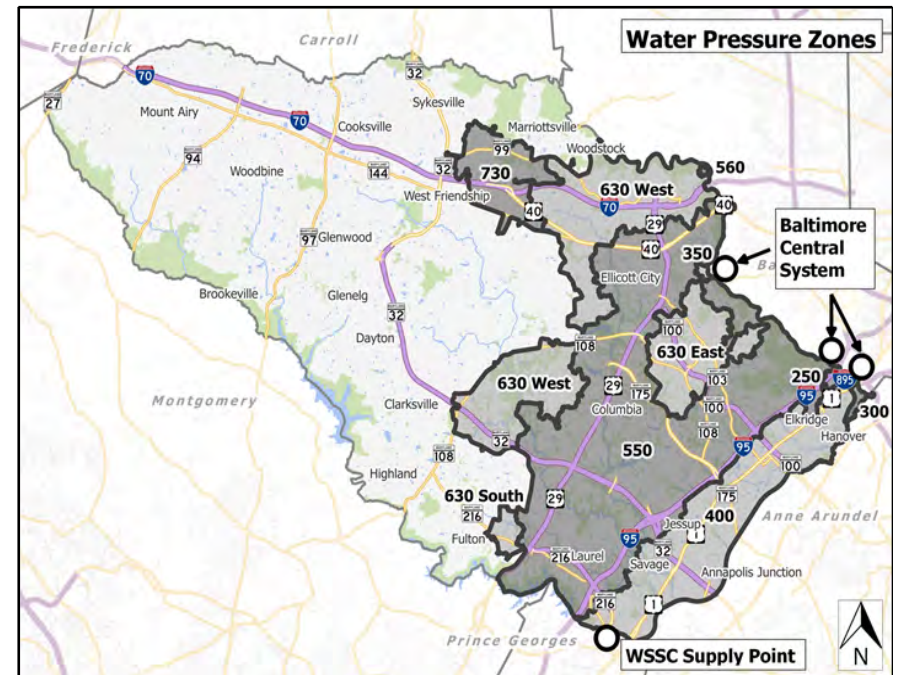 Water Pressure Zones
Frederick
Carroll
70
32
27
Mount Airy
Sykesville
70
Cooksville
Marriottsville
99
Woodstock
94
144
32
730
560
Woodbine
630 West
West Friendship
70
40
40
29
Baltimore
Central
System
97
Glenwood
40
350
Ba
Ellicott City
Brookeville
Glenelg
32
100
Dayton
108
630 East
630 West
29
175
103
250
895
Montgomery
Clarksville
Columbia
95
1
100
Elkridge
300
32
108
Hanover
108
550
95
100
Highland
630 South
29
175
216
400
Anne Arundel
Jessup
Fulton
95
1
216
Laurel
32
Savage
Annapolis Junction
216
1
Prince Georges
WSSC Supply Point
N